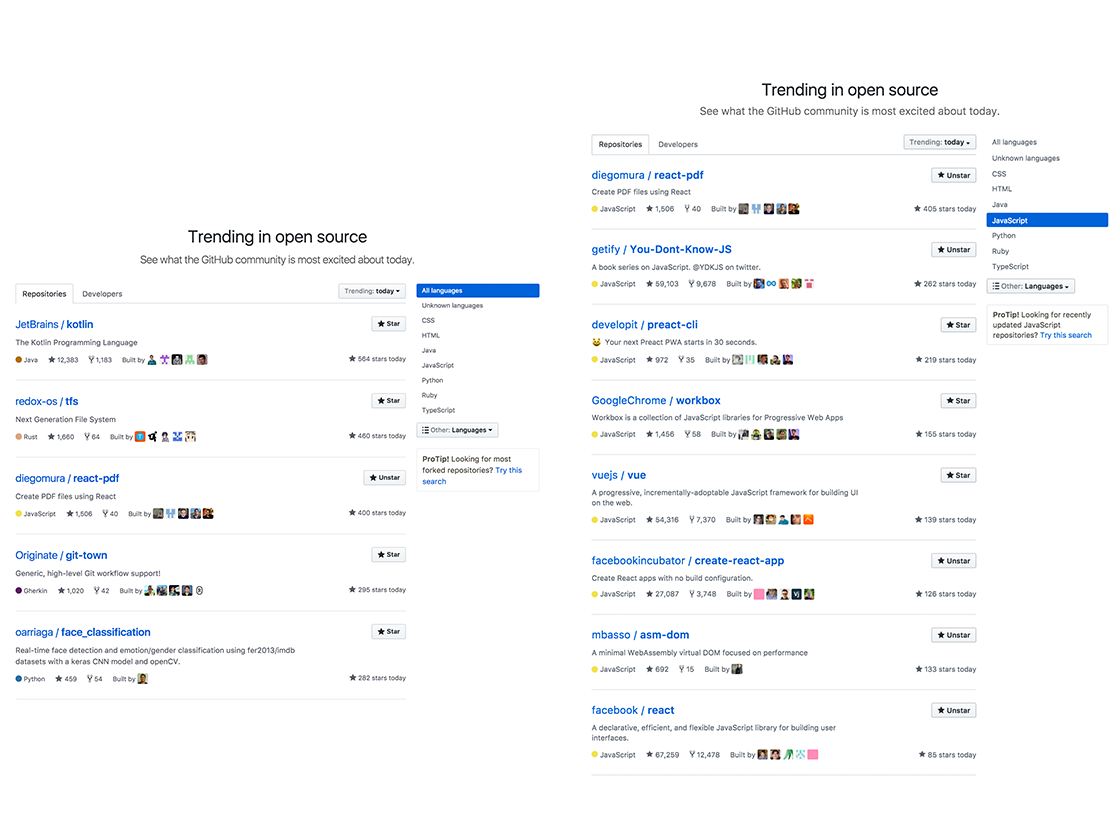 Trending in open source
See what the GitHub community is most excited about today.
Repositories Developers Trending: today
JetBrains / kotlin Star
The Kotlin Programming Language
Java 12,383 1,183 Built by 564 stars today
redox-os / tfs Star
Next Generation File System
Rust 1,660 64 Built by 460 stars today
diegomura / react-pdf Unstar
Create PDF files using React
JavaScript 1,506 40 Built by 400 stars today
Originate / git-town Star
Generic, high-level Git workflow support!
Gherkin 1,020 42 Built by 295 stars today
oarriaga / face_classification Star
Real-time face detection and emotion/gender classification using fer2013/imdb
datasets with a keras CNN model and openCV.
Python 459 54 Built by 282 stars today
All languages
Unknown languages
CSS
HTML
Java
JavaScript
Python
Ruby
TypeScript
Other: Languages
ProTip! Looking for most
forked repositories? Try this
search
Trending in open source
See what the GitHub community is most excited about today.
Repositories Developers Trending: today
diegomura / react-pdf Unstar
Create PDF files using React
JavaScript 1,506 40 Built by 405 stars today
getify / You-Dont-Know-JS Unstar
A book series on JavaScript. @YDKJS on twitter.
JavaScript 59,103 9,678 Built by 262 stars today
developit / preact-cli Star
Your next Preact PWA starts in 30 seconds.
JavaScript 972 35 Built by 219 stars today
GoogleChrome / workbox Star
Workbox is a collection of JavaScript libraries for Progressive Web Apps
JavaScript 1,456 58 Built by 155 stars today
vuejs / vue Star
A progressive, incrementally-adoptable JavaScript framework for building UI
on the web.
JavaScript 54,316 7,370 Built by 139 stars today
facebookincubator / create-react-app Unstar
Create React apps with no build configuration.
JavaScript 27,087 3,748 Built by 126 stars today
mbasso / asm-dom Unstar
A minimal WebAssembly virtual DOM focused on performance
JavaScript 692 15 Built by 133 stars today
facebook / react Unstar
A declarative, efficient, and flexible JavaScript library for building user
interfaces.
JavaScript 67,259 12,478 Built by 85 stars today
All languages
Unknown languages
CSS
HTML
Java
JavaScript
Python
Ruby
TypeScript
Other: Languages
ProTip! Looking for recently
updated JavaScript
repositories? Try this search